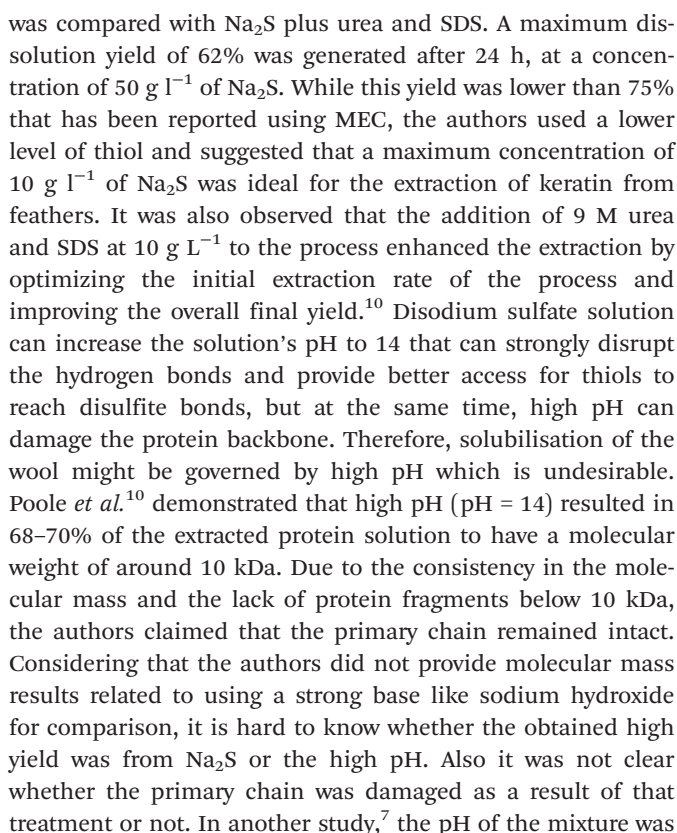 was compared with Na₂S plus urea and SDS. A maximum dis-
solution yield of 62% was generated after 24 h, at a concen-
tration of 50 g l⁻¹ of Na₂S. While this yield was lower than 75%
that has been reported using MEC, the authors used a lower
level of thiol and suggested that a maximum concentration of
10 g l⁻¹ of Na₂S was ideal for the extraction of keratin from
feathers. It was also observed that the addition of 9 M urea
and SDS at 10 g L⁻¹ to the process enhanced the extraction by
optimizing the initial extraction rate of the process and
improving the overall final yield.¹⁰ Disodium sulfate solution
can increase the solution's pH to 14 that can strongly disrupt
the hydrogen bonds and provide better access for thiols to
reach disulfite bonds, but at the same time, high pH can
damage the protein backbone. Therefore, solubilisation of the
wool might be governed by high pH which is undesirable.
Poole et al.¹⁰ demonstrated that high pH (pH = 14) resulted in
68–70% of the extracted protein solution to have a molecular
weight of around 10 kDa. Due to the consistency in the mole-
cular mass and the lack of protein fragments below 10 kDa,
the authors claimed that the primary chain remained intact.
Considering that the authors did not provide molecular mass
results related to using a strong base like sodium hydroxide
for comparison, it is hard to know whether the obtained high
yield was from Na₂S or the high pH. Also it was not clear
whether the primary chain was damaged as a result of that
treatment or not. In another study,⁷ the pH of the mixture was